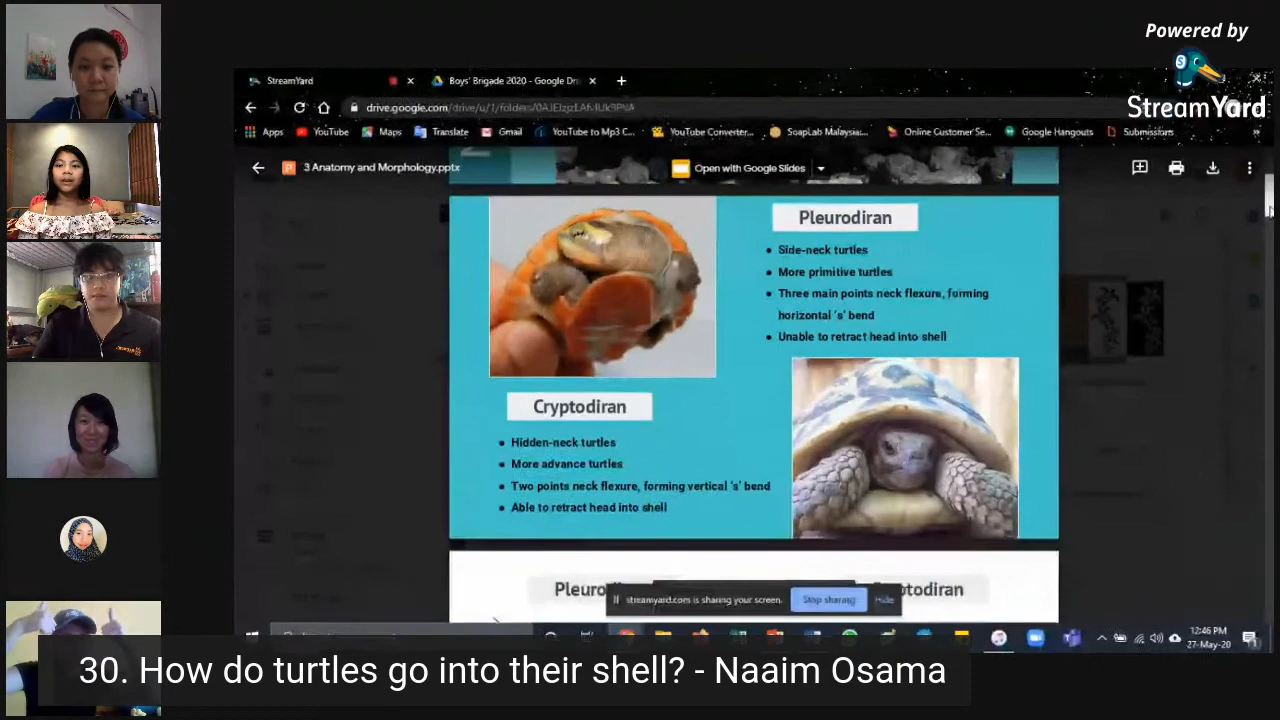 Powered by
StreamYard
StreamYard
Boys' Brigade 2020 - Google Dr
drive.google.com/drive/u/1/folders/
Apps
YouTube
Maps
Translate
Gmail
YouTube to Mp3 C...
YouTube Converter...
SoapLab Malaysia...
Online Customer Se...
Google Hangouts
Submissions
3 Anatomy and Morphology.pptx
Open with Google Slides
Pleurodiran
• Side-neck turtles
• More primitive turtles
• Three main points neck flexure, forming
horizontal 's' bend
• Unable to retract head into shell
Cryptodiran
• Hidden-neck turtles
• More advance turtles
• Two points neck flexure, forming vertical 's' bend
• Able to retract head into shell
streamyard.com is sharing your screen.
Stop sharing
Hide
12:46 PM
27-May-20
30. How do turtles go into their shell? - Naaim Osama